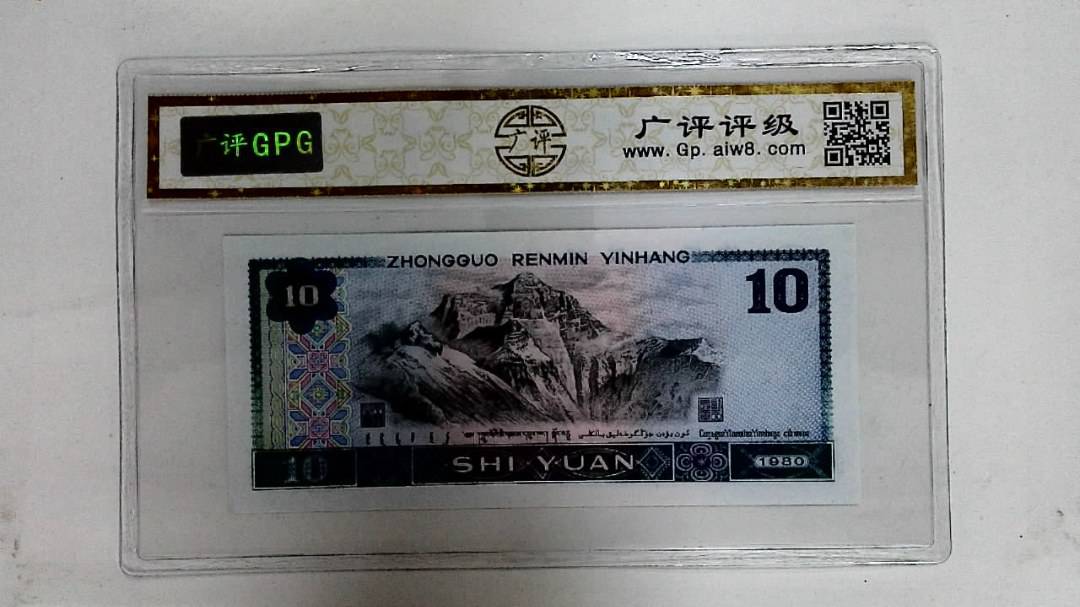 广评GPG
广评
广评评级
www. Gp. aiw8. com
ZHONGGUO RENMIN YINHANG
10
10
10
SHI YUAN
1980